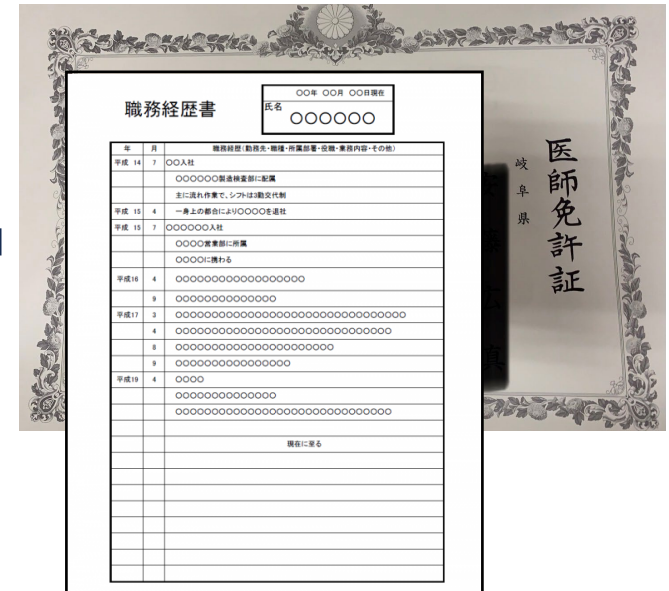 職務経歴書
○○年 ○○月 ○○日現在
氏名
○○○○○○
年 月 職務経歴(勤務先・職種・所属部署・役職・業務内容・その他)
平成 14 7 ○○入社
○○○○○○製造検査部に配属
主に流れ作業で、シフトは3勤交代制
平成 15 4 一身上の都合により○○○○を退社
平成 15 7 ○○○○○○入社
○○○○営業部に所属
○○○○に携わる
平成16 4 ○○○○○○○○○○○○○○○○○○
9 ○○○○○○○○○○○○○○
平成17 3 ○○○○○○○○○○○○○○○○○○○○○○○○○○○○○○○○
4 ○○○○○○○○○○○○○○○○○○○○○○○○○○○○○○
8 ○○○○○○○○○○○○○○○○○○○○○○
9 ○○○○○○○○○○○○○○○○
平成19 4 ○○○○
○○○○○○○○○○○○○○
○○○○○○○○○○○○○○○○○○○○○○○○○○○○○○
現在に至る
医師免許証
岐阜県